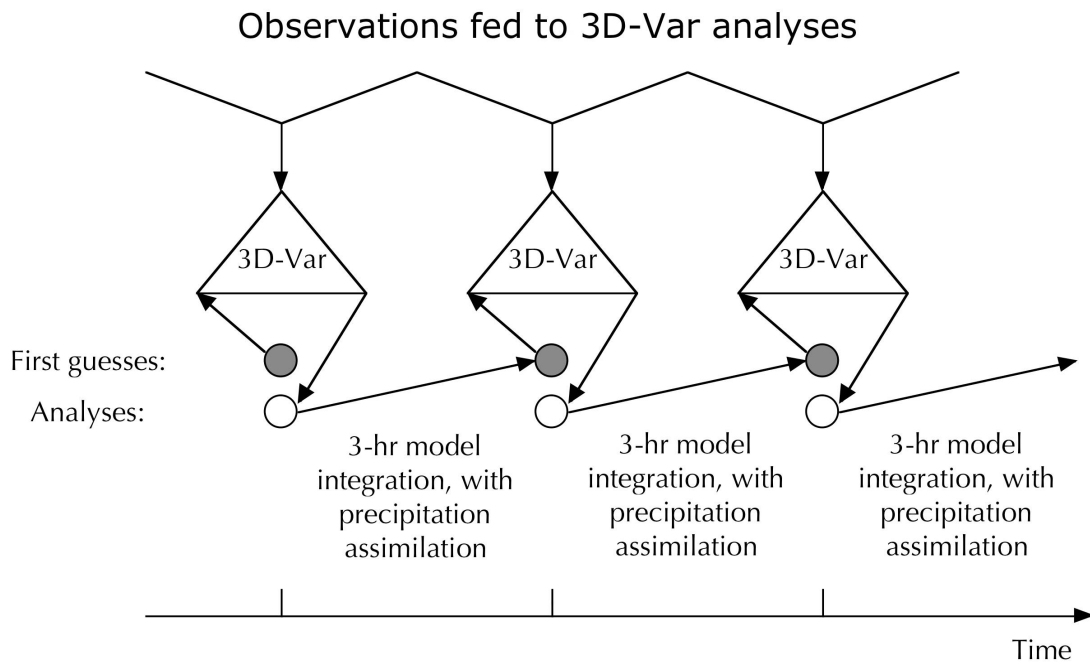 Observations fed to 3D-Var analyses
3D-Var
3D-Var
3D-Var
First guesses:
Analyses:
3-hr model
integration, with
precipitation
assimilation
3-hr model
integration, with
precipitation
assimilation
3-hr model
integration, with
precipitation
assimilation
Time